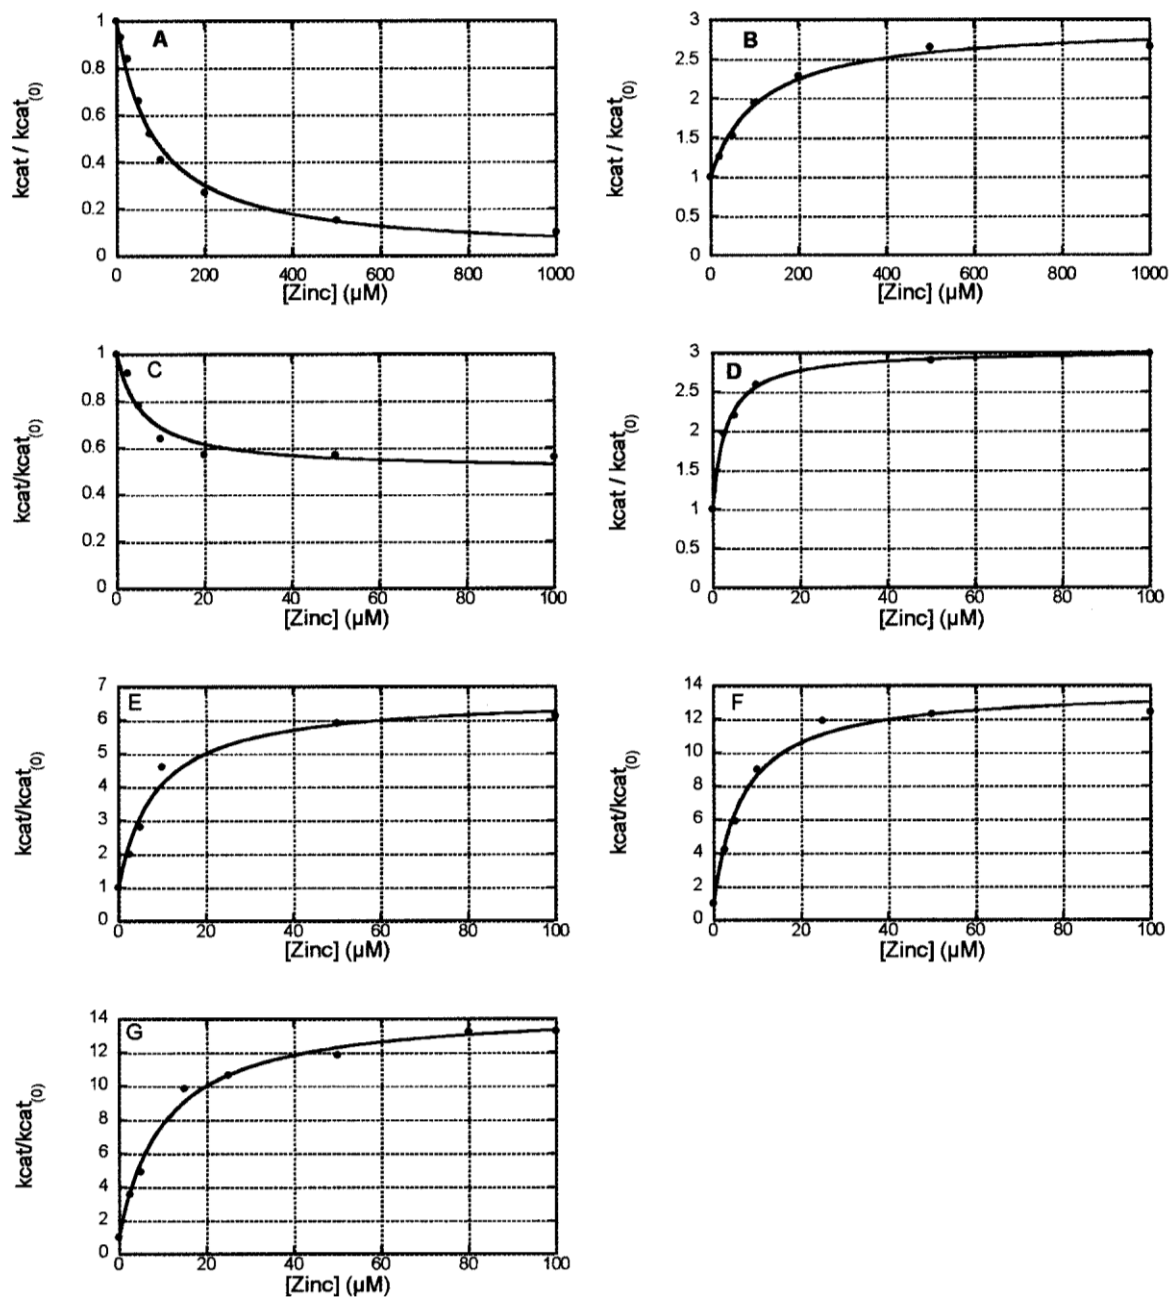 A
kcat / kcat(0)
1
0.8
0.6
0.4
0.2
0
0 200 400 600 800 1000
[Zinc] (µM)
B
kcat / kcat(0)
3
2.5
2
1.5
1
0.5
0
0 200 400 600 800 1000
[Zinc] (µM)
C
kcat/kcat(0)
1
0.8
0.6
0.4
0.2
0
0 20 40 60 80 100
[Zinc] (µM)
D
kcat / kcat(0)
3
2.5
2
1.5
1
0.5
0
0 20 40 60 80 100
[Zinc] (µM)
E
kcat/kcat(0)
7
6
5
4
3
2
1
0
0 20 40 60 80 100
[Zinc] (µM)
F
kcat/kcat(0)
14
12
10
8
6
4
2
0
0 20 40 60 80 100
[Zinc] (µM)
G
kcat/kcat(0)
14
12
10
8
6
4
2
0
0 20 40 60 80 100
[Zinc] (µM)